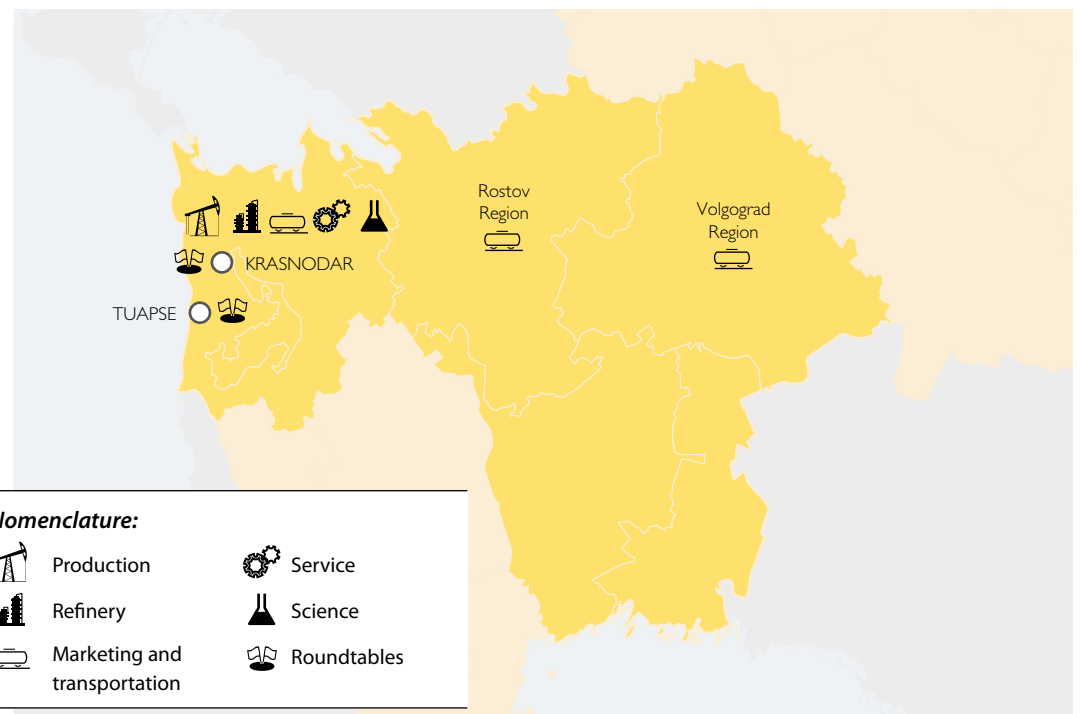 Rostov
Region
Volgograd
Region
KRASNODAR
TUAPSE
Nomenclature:
Production
Service
Refinery
Science
Marketing and
transportation
Roundtables